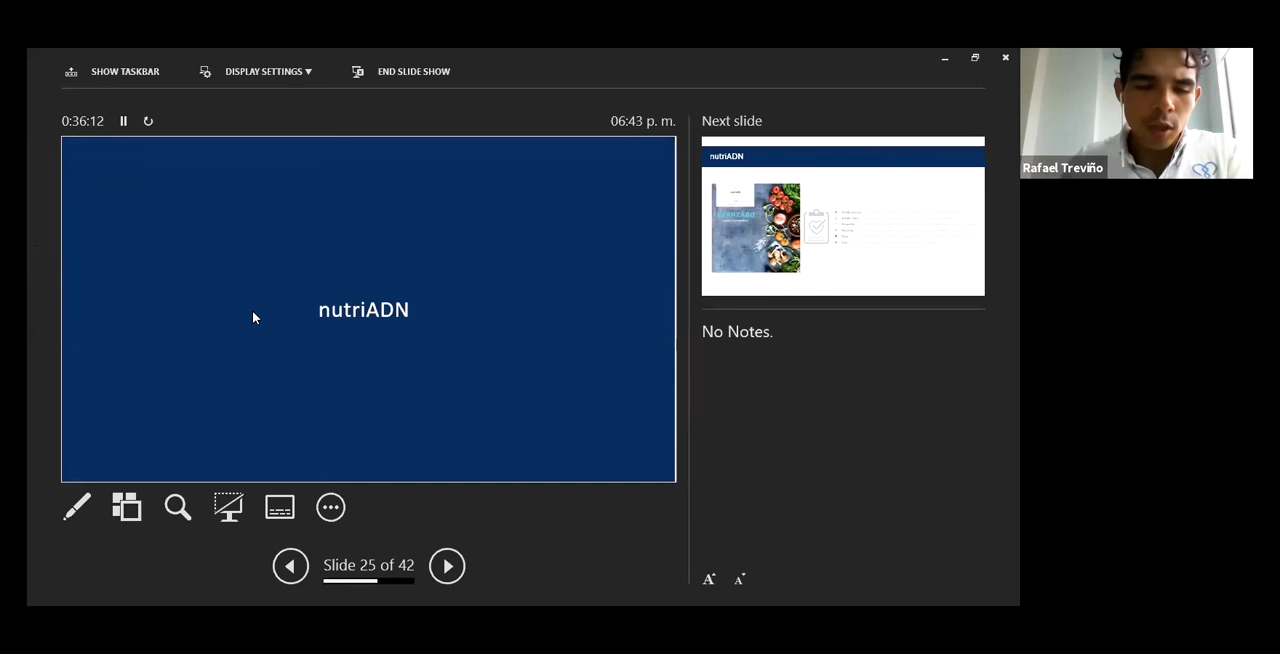 SHOW TASKBAR
DISPLAY SETTINGS ▼
END SLIDE SHOW
0:36:12
06:43 p. m.
Next slide
nutriADN
nutriADN
AVANZADO
Rafael Treviño
No Notes.
Slide 25 of 42
A
A